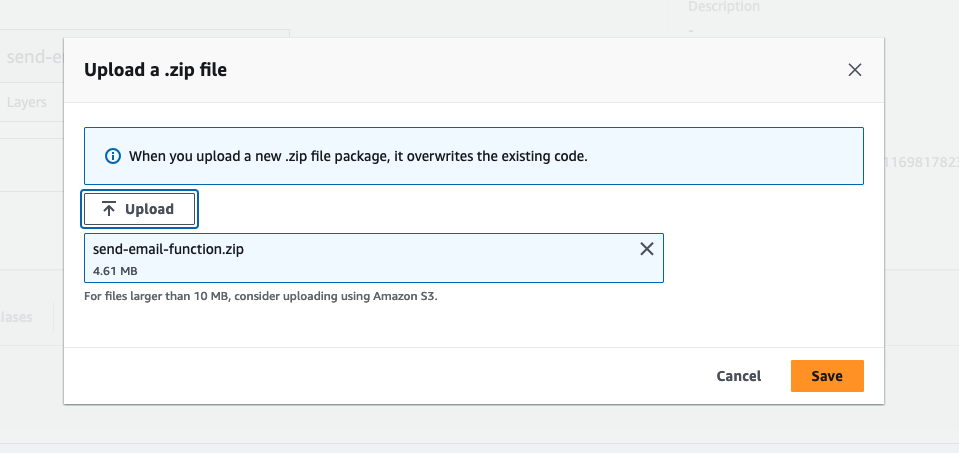 Description
-
send-e
Upload a .zip file
Layers
When you upload a new .zip file package, it overwrites the existing code.
116981782
Upload
send-email-function.zip
4.61 MB
For files larger than 10 MB, consider uploading using Amazon S3.
iases
Cancel
Save